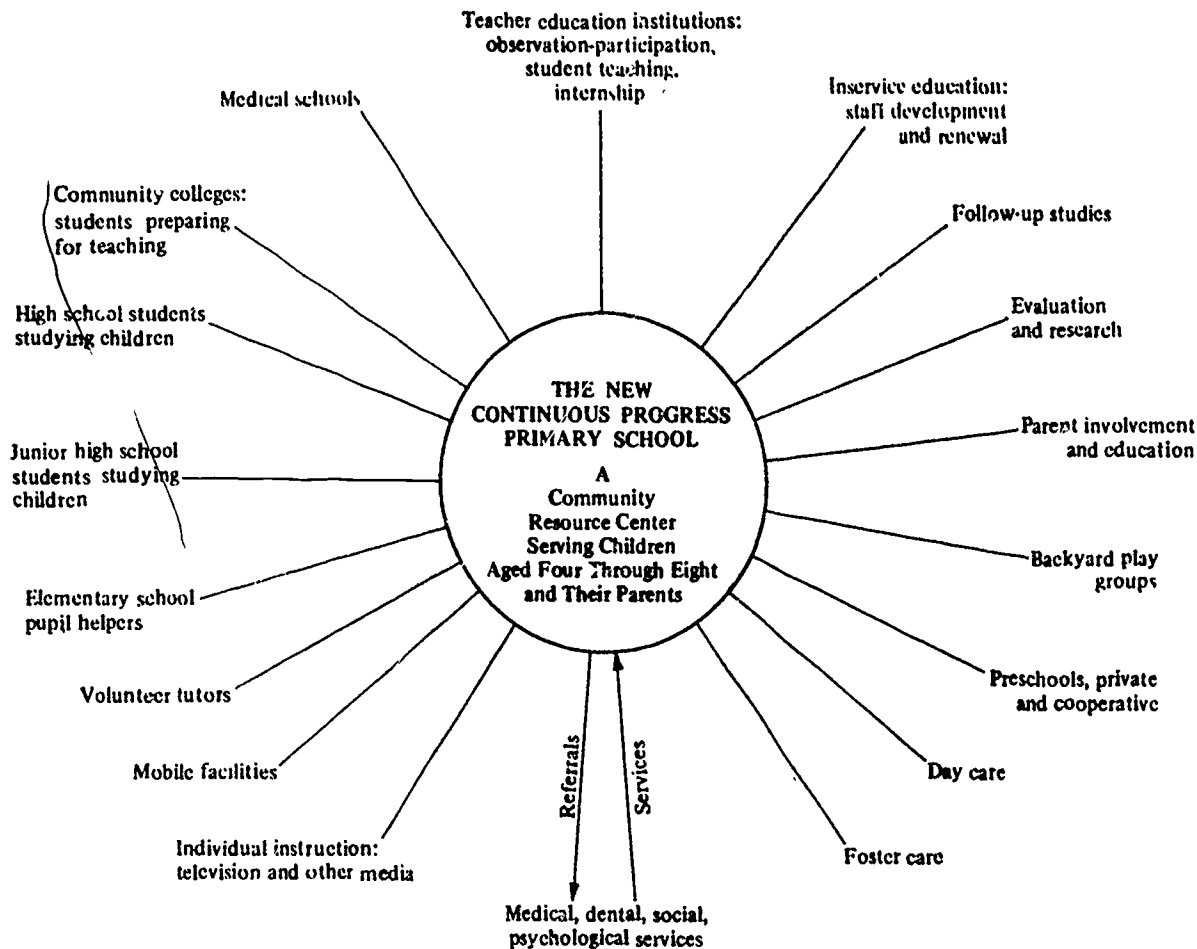 Teacher education institutions:
observation-participation,
student teaching,
internship
Medical schools
Inservice education:
staff development
and renewal
Community colleges:
students preparing
for teaching
Follow-up studies
High school students
studying children
Evaluation
and research
Junior high school
students studying
children
Parent involvement
and education
THE NEW
CONTINUOUS PROGRESS
PRIMARY SCHOOL
A
Community
Resource Center
Serving Children
Aged Four Through Eight
and Their Parents
Backyard play
groups
Elementary school
pupil helpers
Preschools, private
and cooperative
Volunteer tutors
Mobile facilities
Day care
Referrals
Services
Individual instruction:
television and other media
Foster care
Medical, dental, social,
psychological services